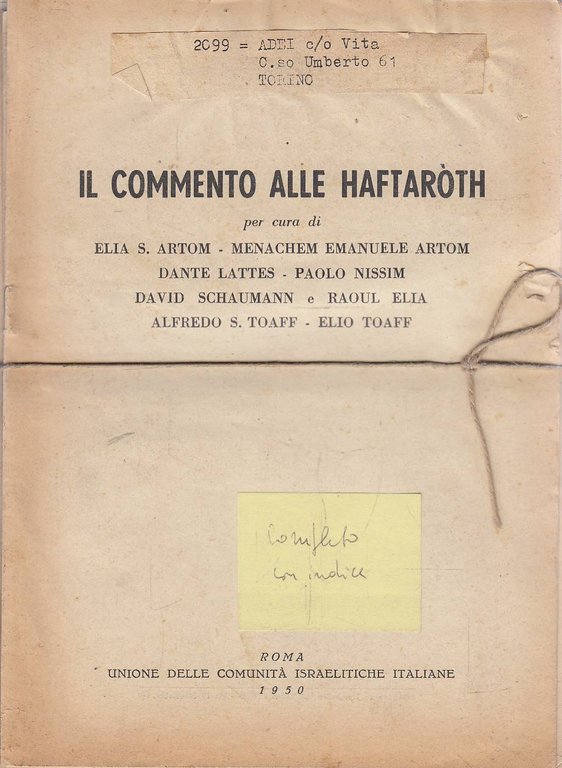 2099 = ADEI c/o Vita
C.so Umberto 61
TORINO
IL COMMENTO ALLE HAFTARÒTH
per cura di
ELIA S. ARTOM - MENACHEM EMANUELE ARTOM
DANTE LATTES - PAOLO NISSIM
DAVID SCHAUMANN e RAOUL ELIA
ALFREDO S. TOAFF - ELIO TOAFF
Completo
con indice
ROMA
UNIONE DELLE COMUNITÀ ISRAELITICHE ITALIANE
1950